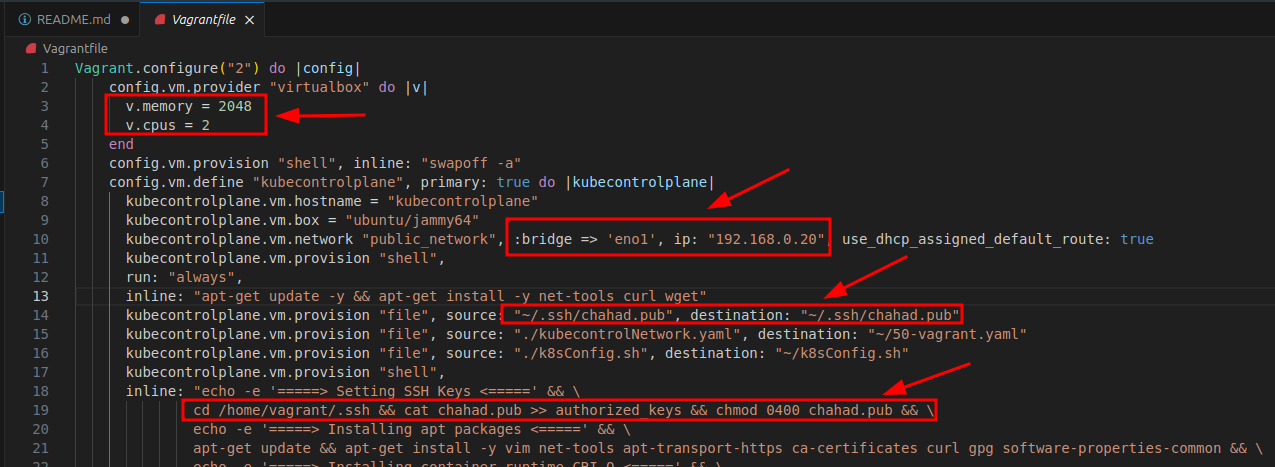 README.md
Vagrantfile
Vagrantfile
1 Vagrant.configure("2") do |config|
2 config.vm.provider "virtualbox" do |v|
3 v.memory = 2048
4 v.cpus = 2
5 end
6 config.vm.provision "shell", inline: "swapoff -a"
7 config.vm.define "kubecontrolplane", primary: true do |kubecontrolplane|
8 kubecontrolplane.vm.hostname = "kubecontrolplane"
9 kubecontrolplane.vm.box = "ubuntu/jammy64"
10 kubecontrolplane.vm.network "public_network", :bridge => 'eno1', ip: "192.168.0.20", use_dhcp_assigned_default_route: true
11 kubecontrolplane.vm.provision "shell",
12 run: "always",
13 inline: "apt-get update -y && apt-get install -y net-tools curl wget"
14 kubecontrolplane.vm.provision "file", source: "~/.ssh/chahad.pub", destination: "~/.ssh/chahad.pub"
15 kubecontrolplane.vm.provision "file", source: "./kubecontrolNetwork.yaml", destination: "~/50-vagrant.yaml"
16 kubecontrolplane.vm.provision "file", source: "./k8sConfig.sh", destination: "~/k8sConfig.sh"
17 kubecontrolplane.vm.provision "shell",
18 inline: "echo -e '=====> Setting SSH Keys <=====' && \
19 cd /home/vagrant/.ssh && cat chahad.pub >> authorized_keys && chmod 0400 chahad.pub && \
20 echo -e '=====> Installing apt packages <=====' && \
21 apt-get update && apt-get install -y vim net-tools apt-transport-https ca-certificates curl gpg software-properties-common && \
22 echo -e '=====> Installing container runtime CRI-O <=====' && \